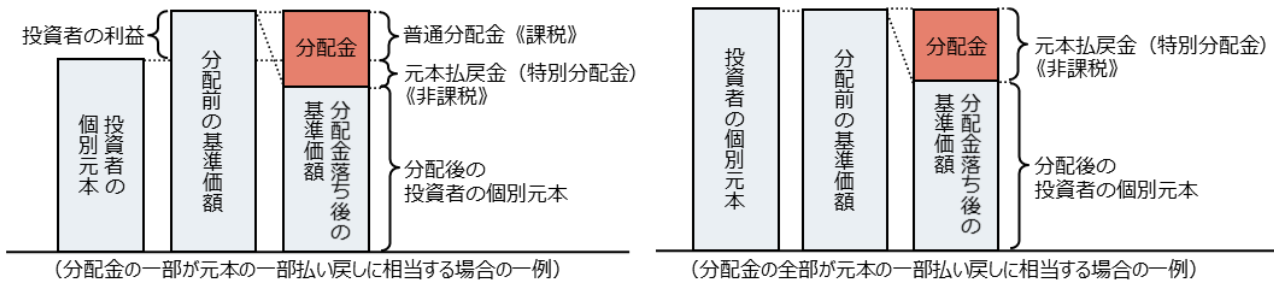 投資者の利益
投資者の
個別元本
分配前の基準価額
分配金
分配金落ち後の
基準価額
普通分配金《課税》
元本払戻金（特別分配金）
《非課税》
分配後の
投資者の個別元本
（分配金の一部が元本の一部払い戻しに相当する場合の一例）
投資者の個別元本
分配前の基準価額
分配金
分配金落ち後の
基準価額
元本払戻金（特別分配金）
《非課税》
分配後の
投資者の個別元本
（分配金の全部が元本の一部払い戻しに相当する場合の一例）